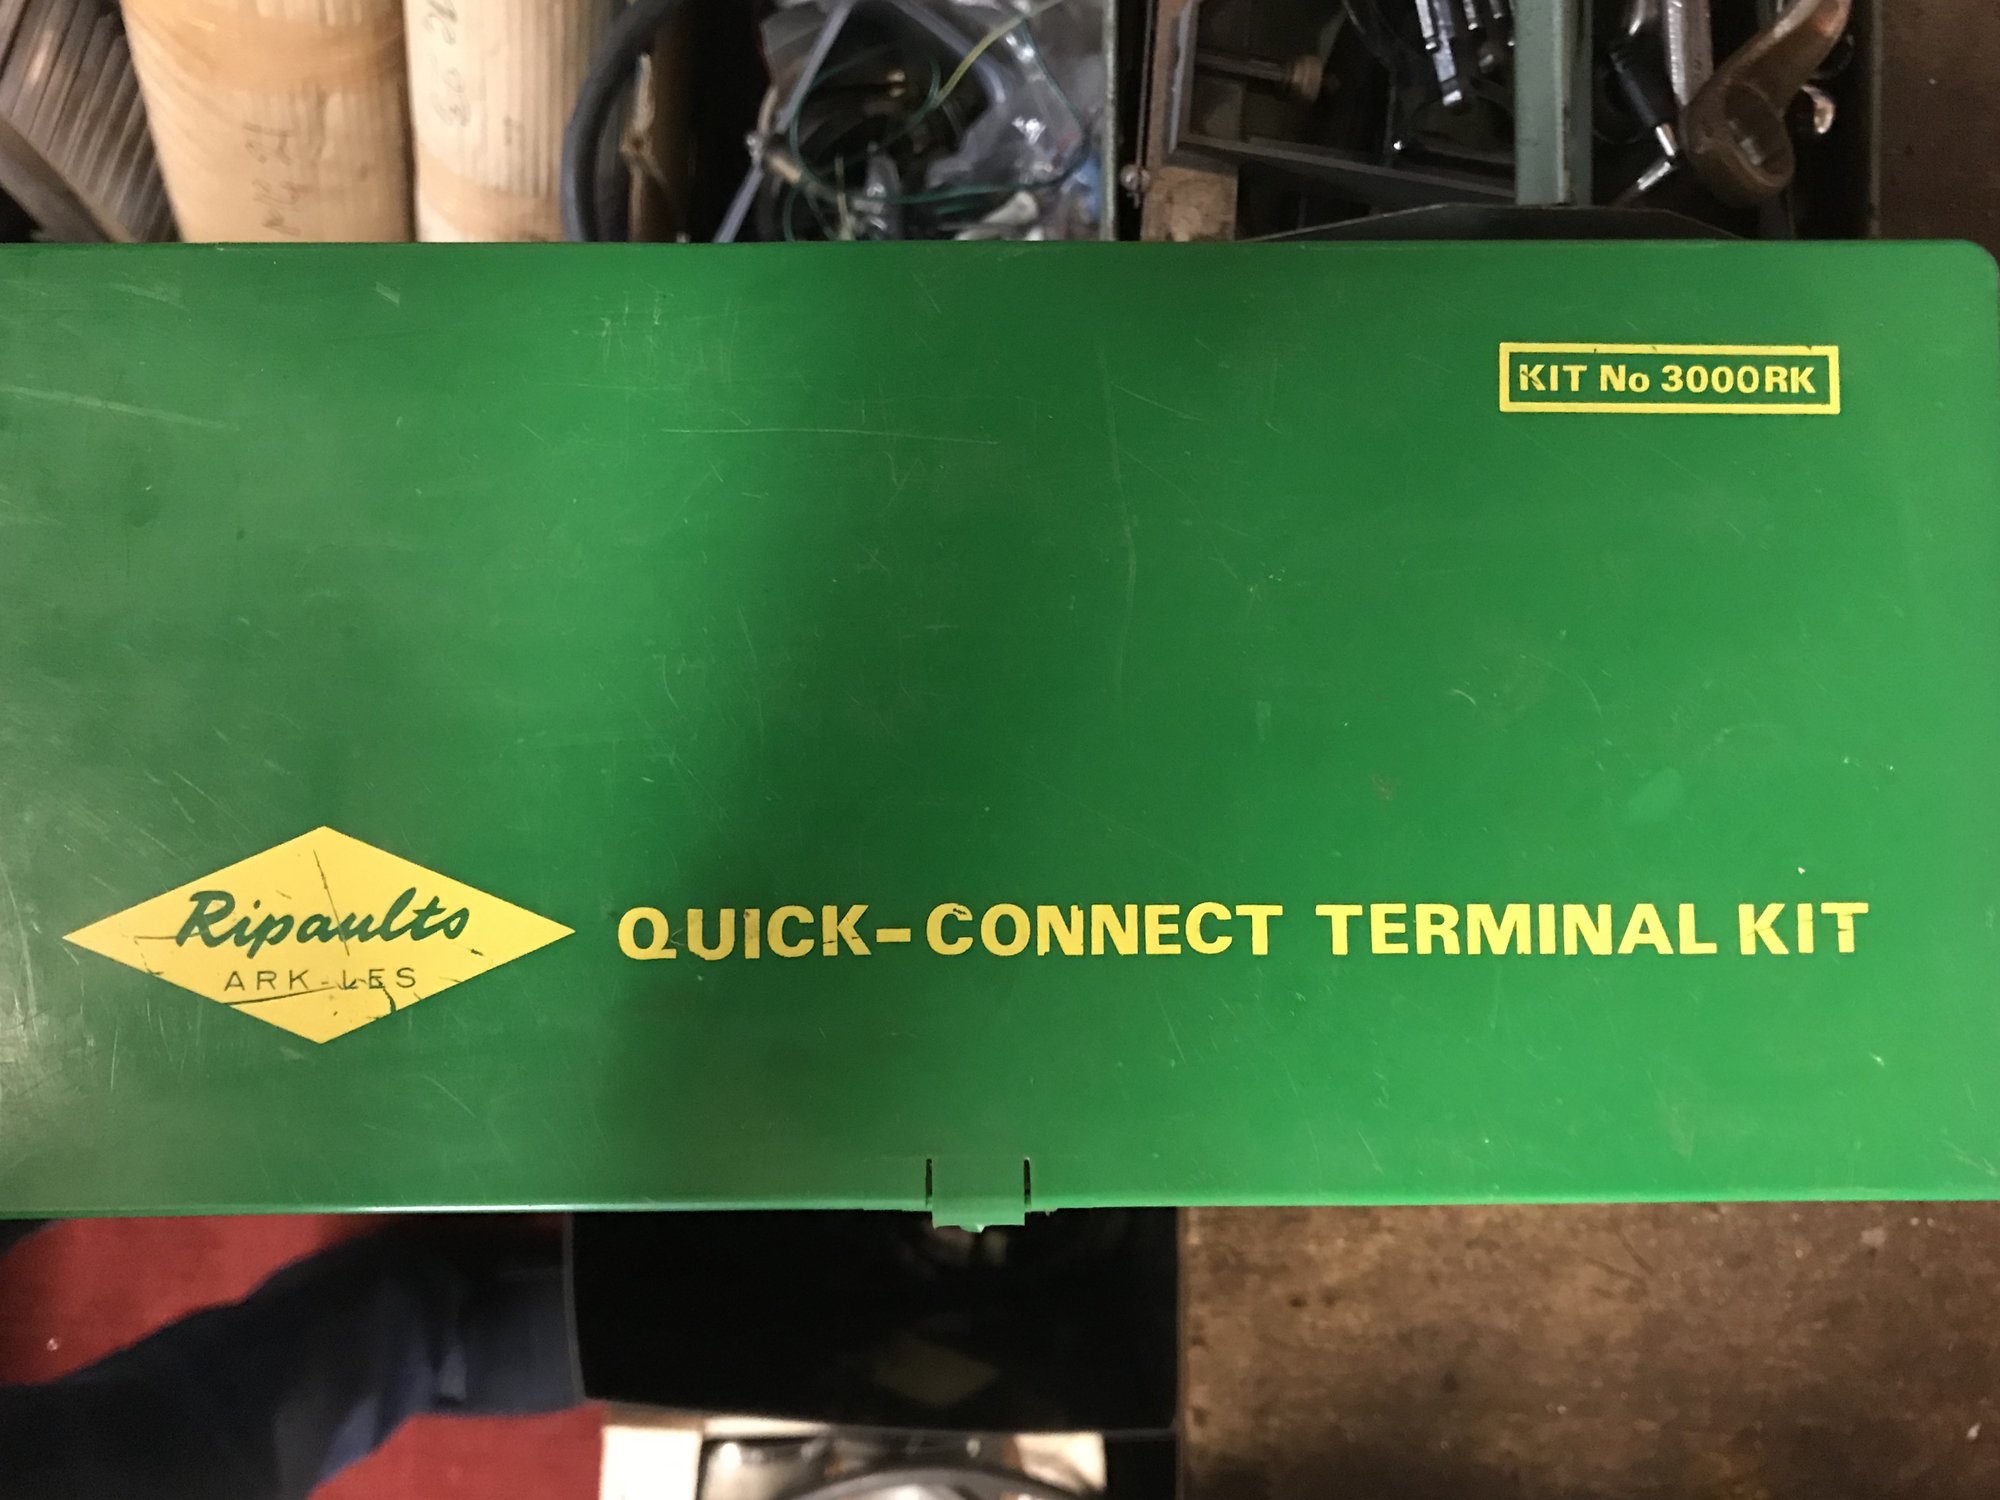 KIT No 3000RK
Ripaults
ARK-LES
QUICK-CONNECT TERMINAL KIT